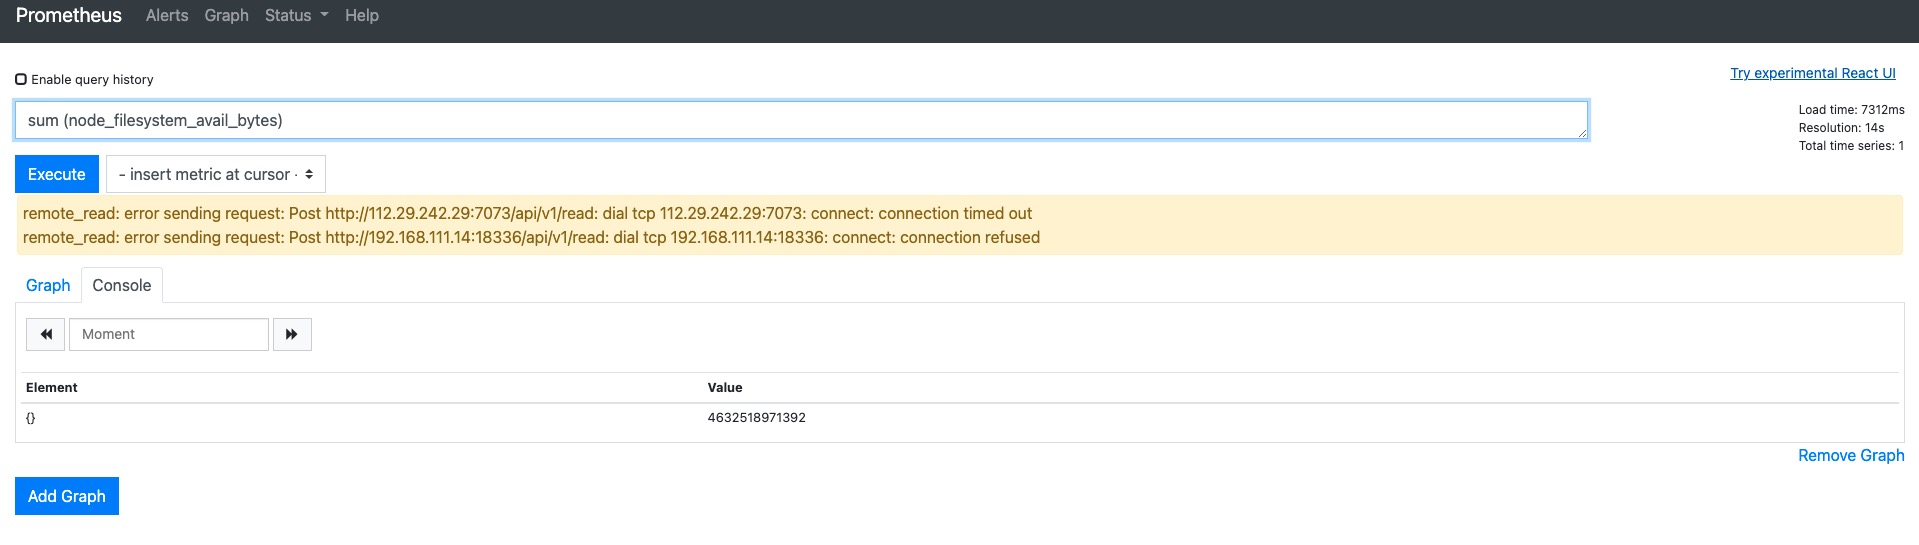 Prometheus Alerts Graph Status Help
Enable query history
Try experimental React UI
sum (node_filesystem_avail_bytes)
Load time: 7312ms
Resolution: 14s
Total time series: 1
Execute - insert metric at cursor -
remote_read: error sending request: Post http://112.29.242.29:7073/api/v1/read: dial tcp 112.29.242.29:7073: connect: connection timed out
remote_read: error sending request: Post http://192.168.111.14:18336/api/v1/read: dial tcp 192.168.111.14:18336: connect: connection refused
Graph Console
Moment
Element Value
{} 4632518971392
Remove Graph
Add Graph